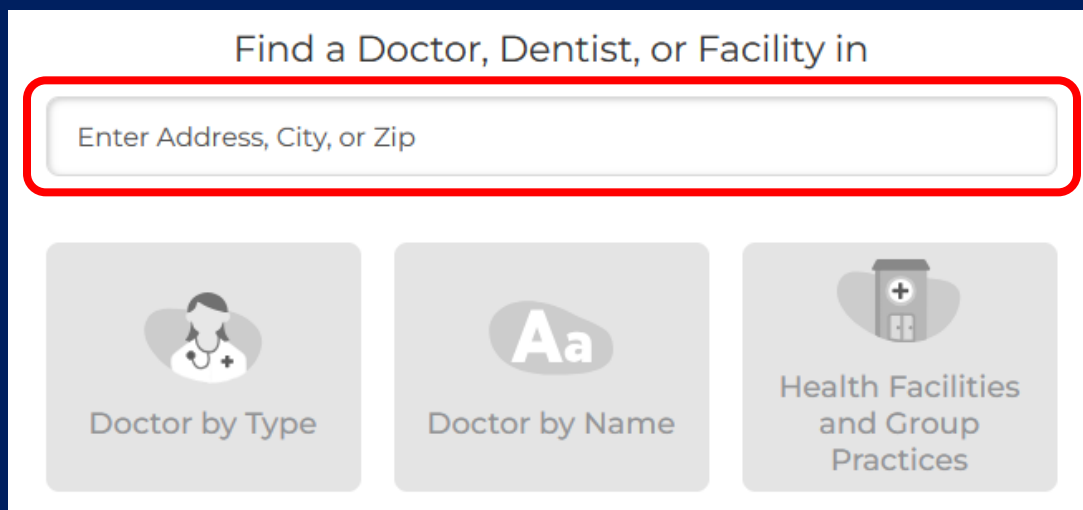 Find a Doctor, Dentist, or Facility in
Enter Address, City, or Zip
Doctor by Type
Aa
Doctor by Name
Health Facilities
and Group
Practices